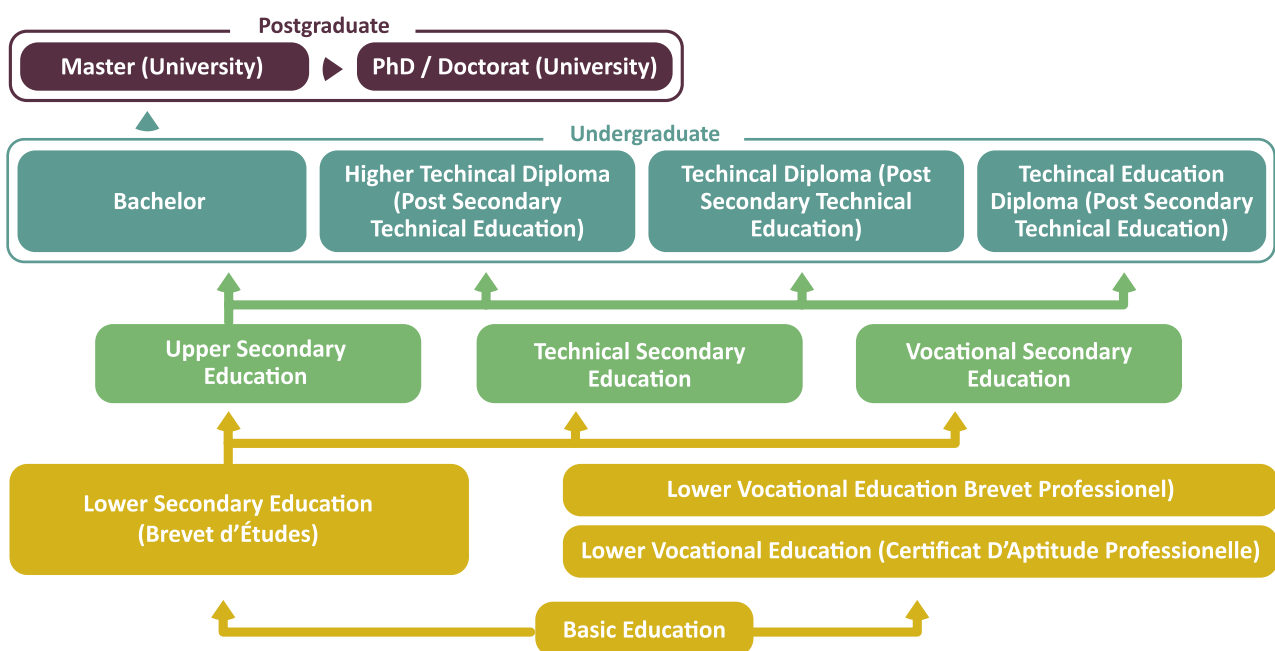 Postgraduate
Master (University)
PhD / Doctorat (University)
Undergraduate
Bachelor
Higher Techincal Diploma
(Post Secondary
Technical Education)
Techincal Diploma (Post
Secondary Technical
Education)
Techincal Education
Diploma (Post Secondary
Technical Education)
Upper Secondary
Education
Technical Secondary
Education
Vocational Secondary
Education
Lower Secondary Education
(Brevet d’Études)
Lower Vocational Education Brevet Professionel)
Lower Vocational Education (Certificat D’Aptitude Professionelle)
Basic Education